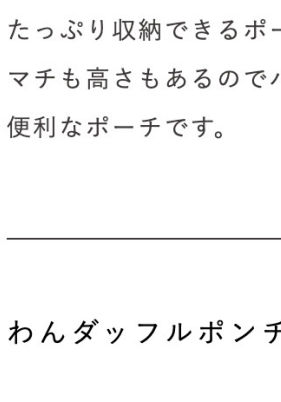 たっぷり収納できるポー
マチも高さもあるので
便利なポーチです。
わんダッフルポンチ